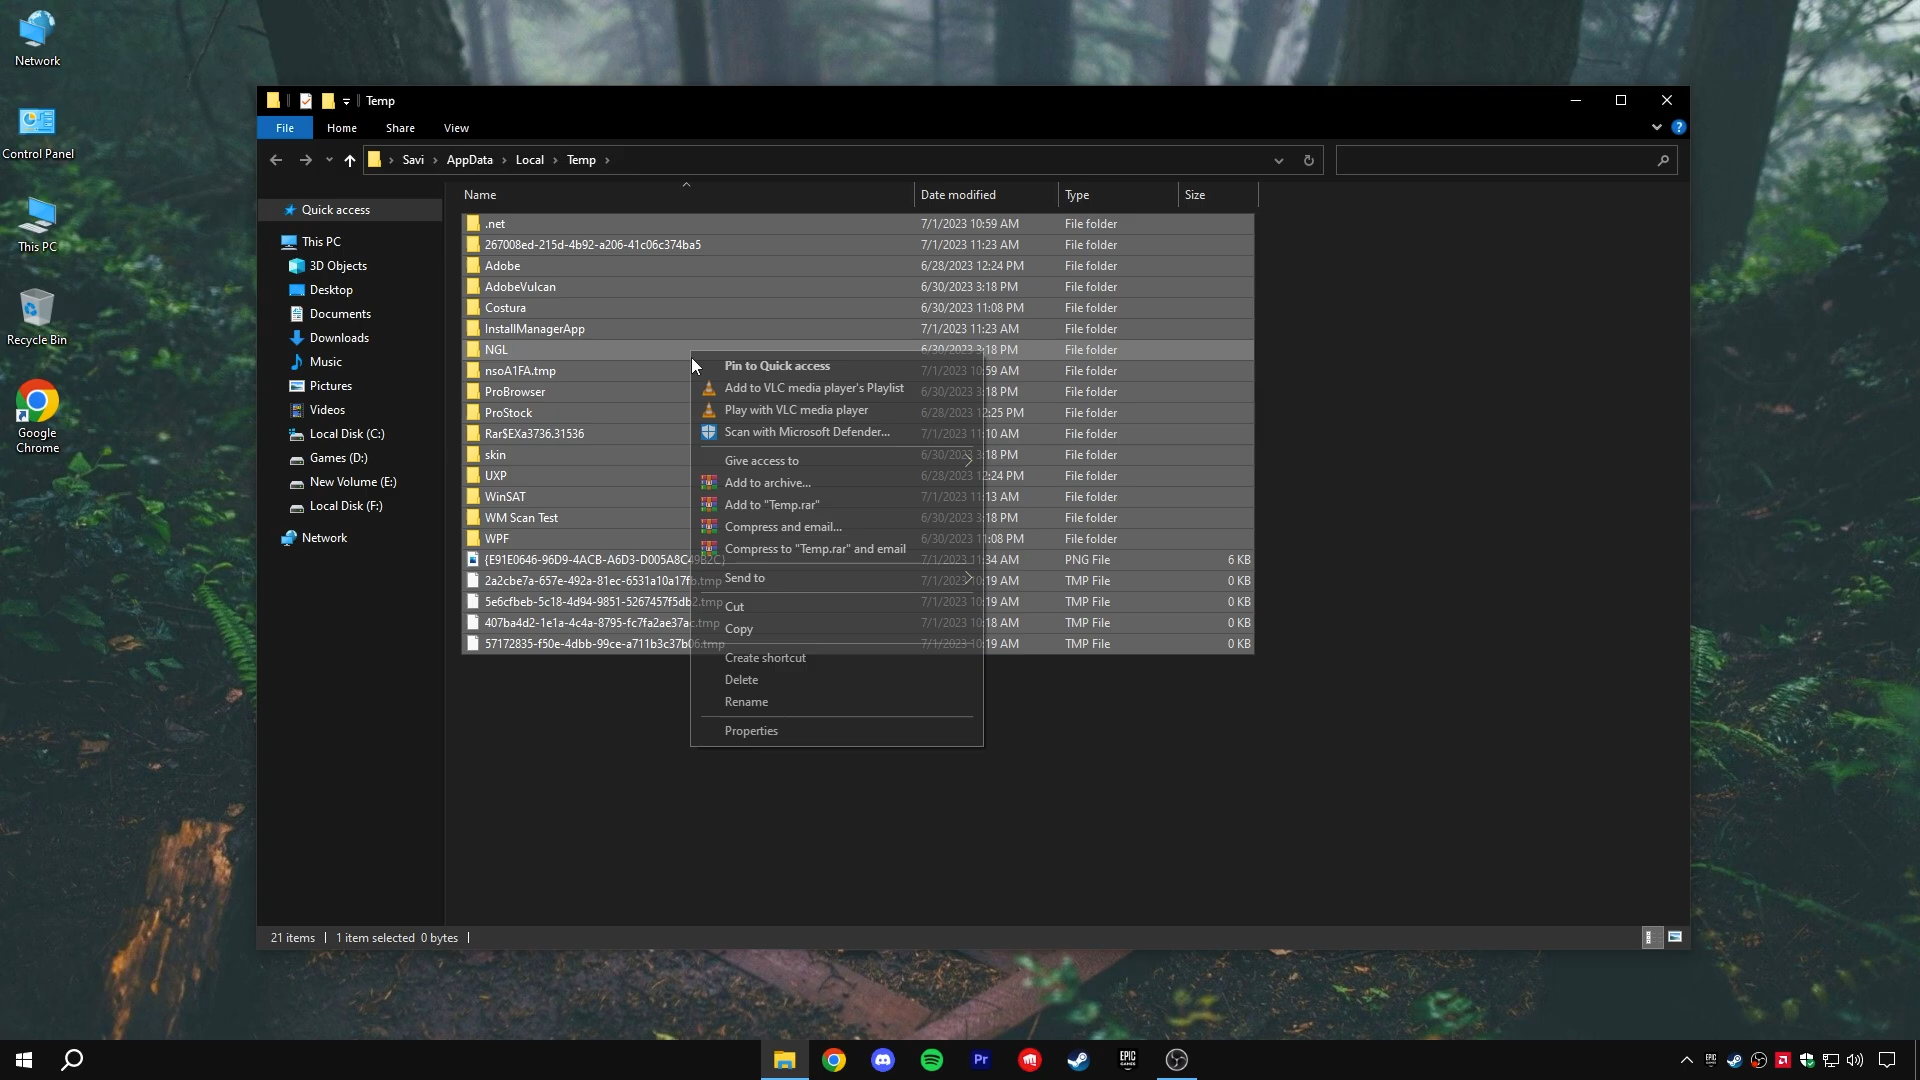 Network
Control Panel
This PC
Recycle Bin
Google
Chrome
Temp
File Home Share View
Savi AppData Local Temp
Name Date modified Type Size
Quick access
This PC
3D Objects
Desktop
Documents
Downloads
Music
Pictures
Videos
Local Disk (C:)
Games (D:)
New Volume (E:)
Local Disk (F:)
Network
.net 7/1/2023 10:59 AM File folder
267008ed-215d-4b92-a206-41c06c374ba5 7/1/2023 11:23 AM File folder
Adobe 6/28/2023 12:24 PM File folder
AdobeVulcan 6/30/2023 3:18 PM File folder
Costura 6/30/2023 11:08 PM File folder
InstallManagerApp 7/1/2023 11:23 AM File folder
NGL 6/30/2023 3:18 PM File folder
nsoA1FA.tmp 7/1/2023 10:59 AM File folder
ProBrowser 6/30/2023 3:18 PM File folder
ProStock 6/28/2023 12:25 PM File folder
Rar$EXa3736.31536 7/1/2023 11:10 AM File folder
skin 6/30/2023 3:18 PM File folder
UXP 6/28/2023 12:24 PM File folder
WinSAT 7/1/2023 11:13 AM File folder
WM Scan Test 6/30/2023 3:18 PM File folder
WPF 6/30/2023 11:08 PM File folder
{E91E0646-96D9-4ACB-A6D3-D005A8C49B2C} 7/1/2023 11:34 AM PNG File 6 KB
2a2cbe7a-657e-492a-81ec-6531a10a17fb.tmp 7/1/2023 10:19 AM TMP File 0 KB
5e6cfbeb-5c18-4d94-9851-5267457f5db2.tmp 7/1/2023 10:19 AM TMP File 0 KB
407ba4d2-1e1a-4c4a-8795-fc7fa2ae37ac.tmp 7/1/2023 10:18 AM TMP File 0 KB
57172835-f50e-4dbb-99ce-a711b3c37b06.tmp 7/1/2023 10:19 AM TMP File 0 KB
Pin to Quick access
Add to VLC media player's Playlist
Play with VLC media player
Scan with Microsoft Defender...
Give access to
Add to archive...
Add to "Temp.rar"
Compress and email...
Compress to "Temp.rar" and email
Send to
Cut
Copy
Create shortcut
Delete
Rename
Properties
21 items 1 item selected 0 bytes
Pr
EPIC
GAMES
EPIC